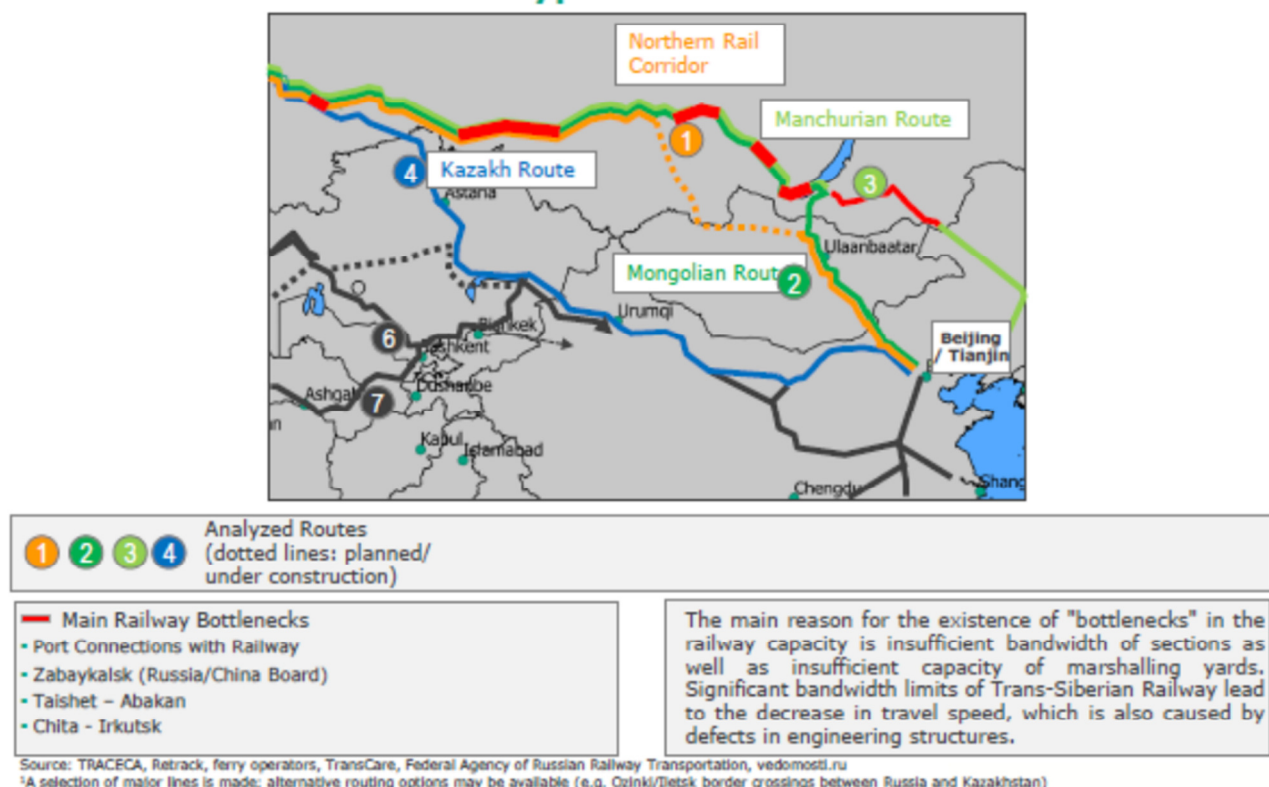 Northern Rail
Corridor
1
Manchurian Route
3
4
Kazakh Route
Astana
Ulaanbaatar
Mongolian Rout
2
Urumqi
Bishkek
Beijing
/ Tianjin
6
Tashkent
Ashgab
7
Dushanbe
Kabul
Islamabad
Chengdu
Shang
1 2 3 4
Analyzed Routes
(dotted lines: planned/
under construction)
Main Railway Bottlenecks
- Port Connections with Railway
- Zabaykalsk (Russia/China Board)
- Taishet – Abakan
- Chita - Irkutsk
The main reason for the existence of "bottlenecks" in the
railway capacity is insufficient bandwidth of sections as
well as insufficient capacity of marshalling yards.
Significant bandwidth limits of Trans-Siberian Railway lead
to the decrease in travel speed, which is also caused by
defects in engineering structures.
Source: TRACECA, Retrack, ferry operators, TransCare, Federal Agency of Russian Railway Transportation, vedomosti.ru
¹A selection of major lines is made; alternative routing options may be available (e.g. Ozinki/Iletsk border crossings between Russia and Kazakhstan)